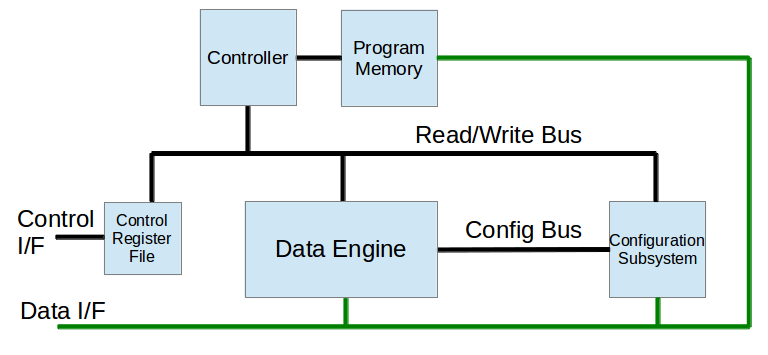 Controller
Program
Memory
Read/Write Bus
Control
I/F
Control
Register
File
Data Engine
Config Bus
Configuration
Subsystem
Data I/F